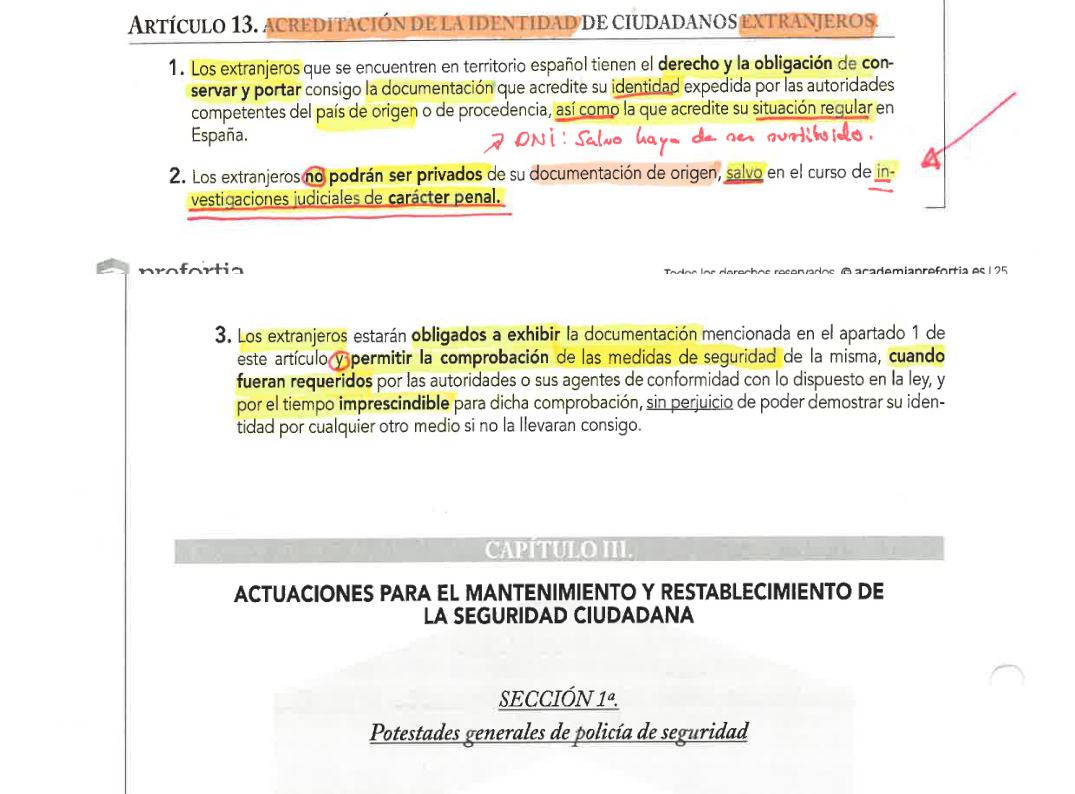 ARTÍCULO 13. ACREDITACIÓN DE LA IDENTIDAD DE CIUDADANOS EXTRANJEROS.
1. Los extranjeros que se encuentren en territorio español tienen el derecho y la obligación de con-
servar y portar consigo la documentación que acredite su identidad expedida por las autoridades
competentes del país de origen o de procedencia, así como la que acredite su situación regular en
España.
→ DNI: Salvo haya de ser sustituido.
2. Los extranjeros no podrán ser privados de su documentación de origen, salvo en el curso de in-
vestigaciones judiciales de carácter penal.
prefortia
Todos los derechos reservados © academiaprefortia.es | 25
3. Los extranjeros estarán obligados a exhibir la documentación mencionada en el apartado 1 de
este artículo y permitir la comprobación de las medidas de seguridad de la misma, cuando
fueran requeridos por las autoridades o sus agentes de conformidad con lo dispuesto en la ley, y
por el tiempo imprescindible para dicha comprobación, sin perjuicio de poder demostrar su iden-
tidad por cualquier otro medio si no la llevaran consigo.
CAPÍTULO III.
ACTUACIONES PARA EL MANTENIMIENTO Y RESTABLECIMIENTO DE
LA SEGURIDAD CIUDADANA
SECCIÓN 1ª.
Potestades generales de policía de seguridad